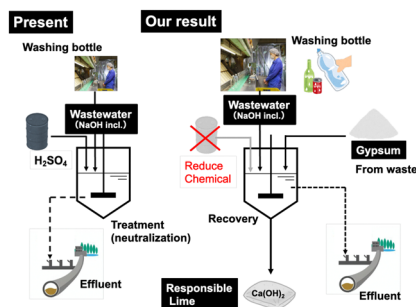 Present
Washing bottle
Wastewater
(NaOH incl.)
H₂SO₄
Treatment
(neutralization)
Effluent
Our result
Washing bottle
Wastewater
(NaOH incl.)
Reduce
Chemical
Gypsum
From waste
Recovery
Responsible
Lime
Ca(OH)₂
Effluent